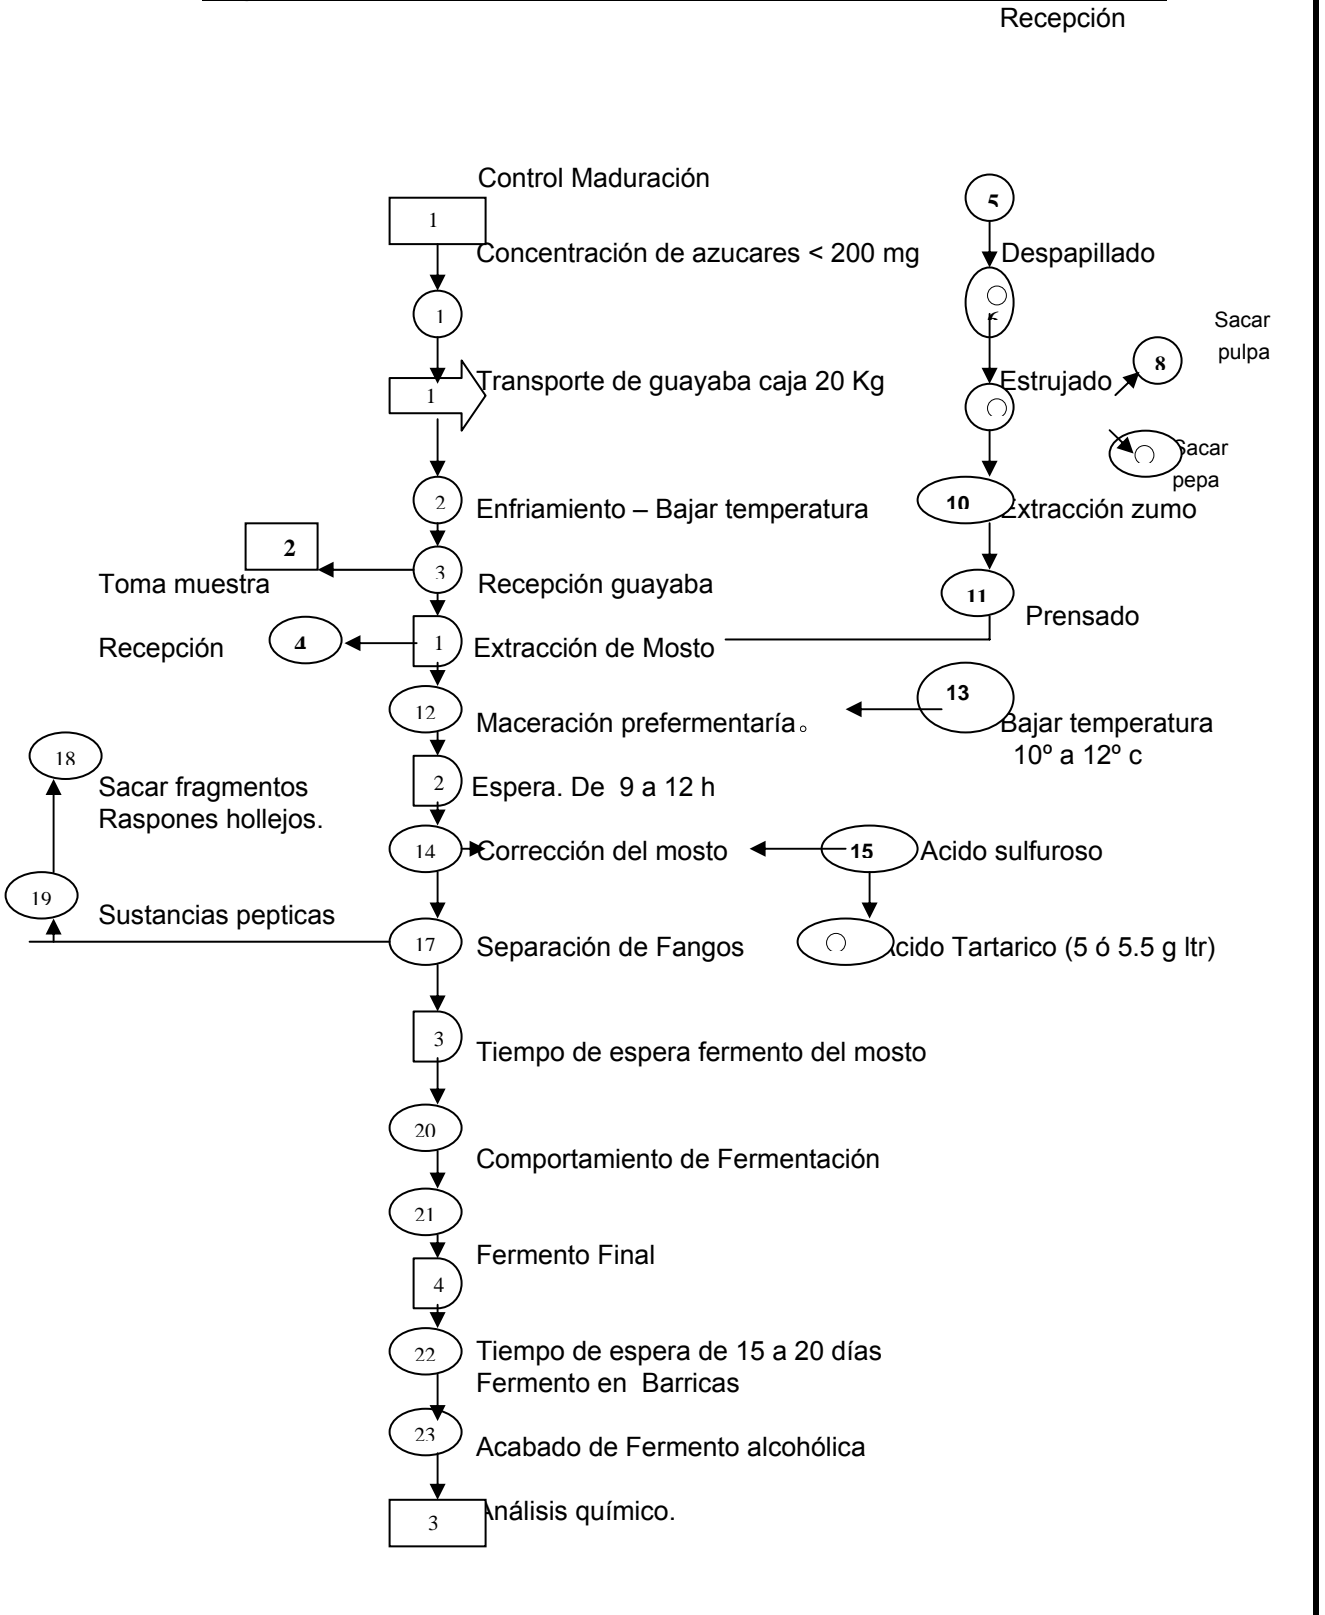 Recepción
Control Maduración
1
5
Concentración de azucares < 200 mg
Despapillado
1
Sacar
pulpa
8
Transporte de guayaba caja 20 Kg
1
Estrujado
Sacar
pepa
2
Enfriamiento – Bajar temperatura
10
Extracción zumo
2
3
Toma muestra
Recepción guayaba
11
Prensado
Recepción
4
1
Extracción de Mosto
12
Maceración prefermentaría。
13
Bajar temperatura
10º a 12º c
18
Sacar fragmentos
Raspones hollejos.
2
Espera. De 9 a 12 h
14
Corrección del mosto
15
Acido sulfuroso
19
Sustancias pepticas
17
Separación de Fangos
Acido Tartarico (5 ó 5.5 g ltr)
3
Tiempo de espera fermento del mosto
20
Comportamiento de Fermentación
21
Fermento Final
4
22
Tiempo de espera de 15 a 20 días
Fermento en Barricas
23
Acabado de Fermento alcohólica
3
Análisis químico.